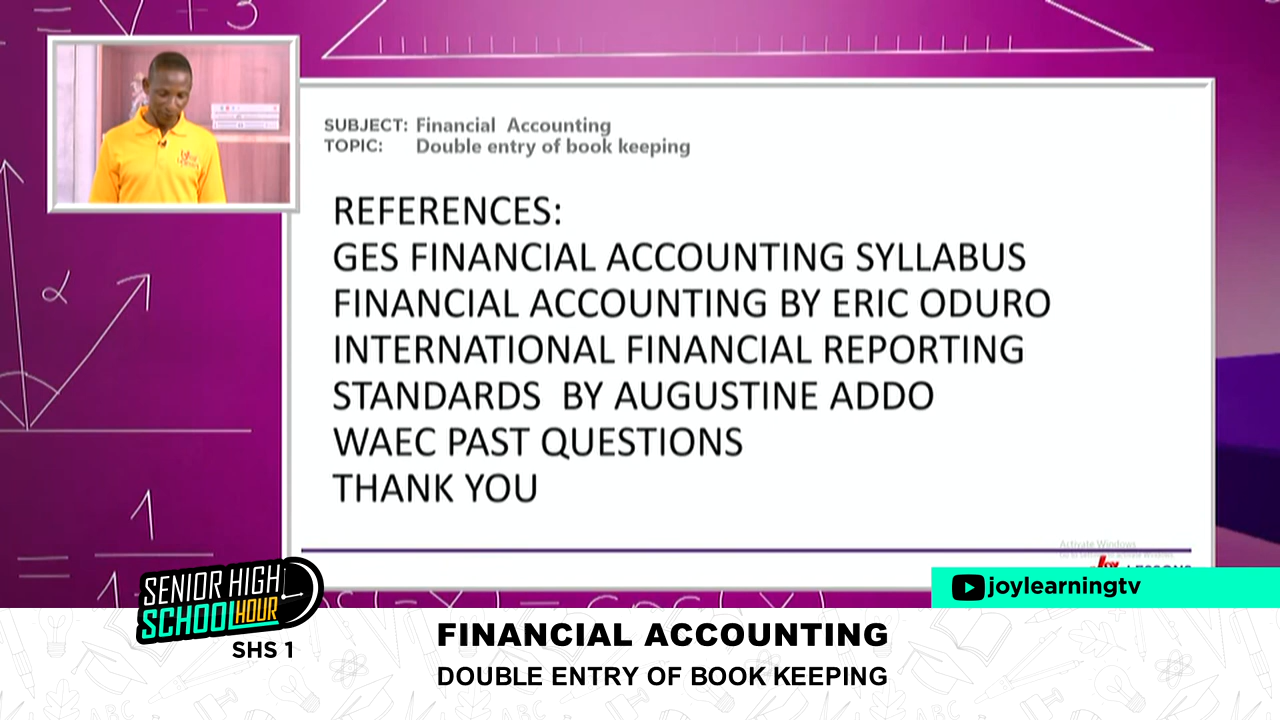 SUBJECT: Financial Accounting
TOPIC: Double entry of book keeping
REFERENCES:
GES FINANCIAL ACCOUNTING SYLLABUS
FINANCIAL ACCOUNTING BY ERIC ODURO
INTERNATIONAL FINANCIAL REPORTING
STANDARDS BY AUGUSTINE ADDO
WAEC PAST QUESTIONS
THANK YOU
Activate Windows
SENIOR HIGH
SCHOOL HOUR
SHS 1
joylearningtv
FINANCIAL ACCOUNTING
DOUBLE ENTRY OF BOOK KEEPING